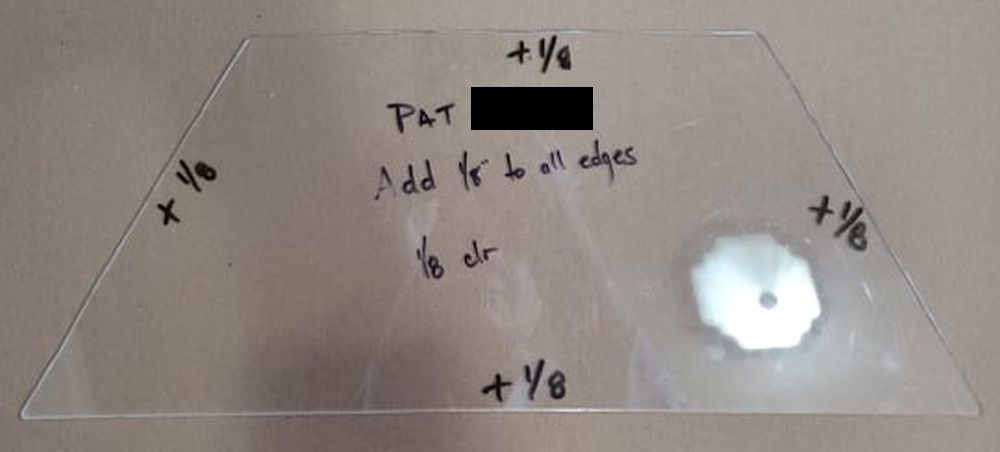 + 1/8
PAT
Add 1/8" to all edges
+ 1/8
+ 1/8
1/8 clr
+ 1/8